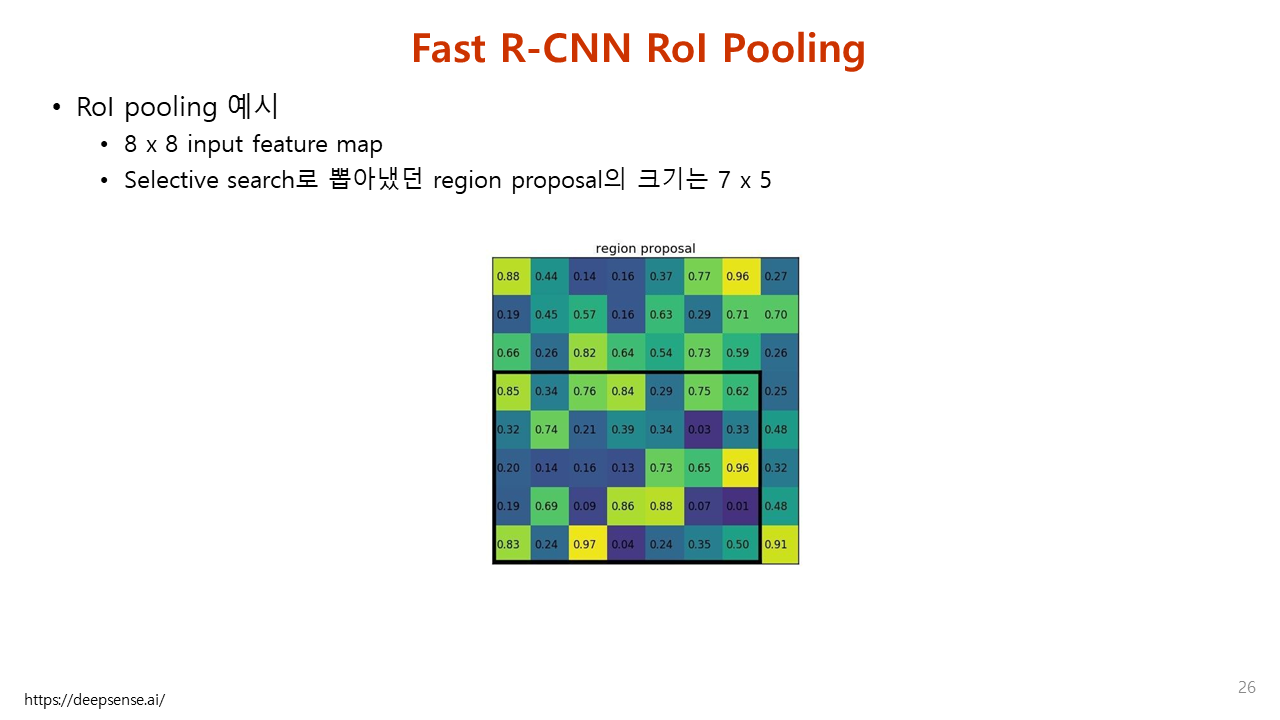 Fast R-CNN RoI Pooling
• RoI pooling 예시
• 8 x 8 input feature map
• Selective search로 뽑아냈던 region proposal의 크기는 7 x 5
region proposal
0.88 0.44 0.14 0.16 0.37 0.77 0.96 0.27
0.19 0.45 0.57 0.16 0.63 0.29 0.71 0.70
0.66 0.26 0.82 0.64 0.54 0.73 0.59 0.26
0.85 0.34 0.76 0.84 0.29 0.75 0.62 0.25
0.32 0.74 0.21 0.39 0.34 0.03 0.33 0.48
0.20 0.14 0.16 0.13 0.73 0.65 0.96 0.32
0.19 0.69 0.09 0.86 0.88 0.07 0.01 0.48
0.83 0.24 0.97 0.04 0.24 0.35 0.50 0.91
https://deepsense.ai/
26